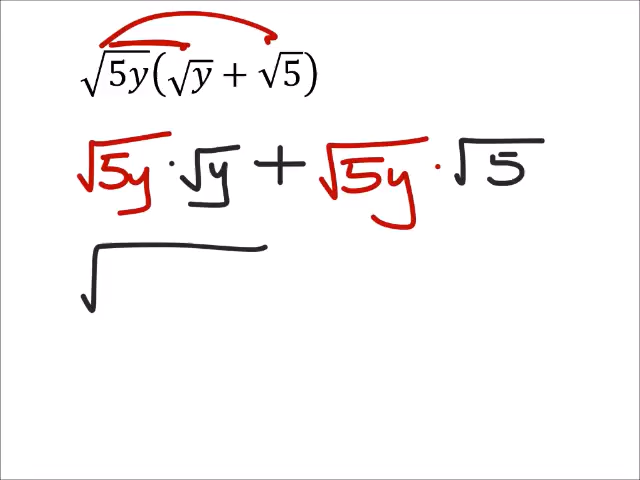 √5y(√y + √5)
√5y · √y + √5y · √5
√